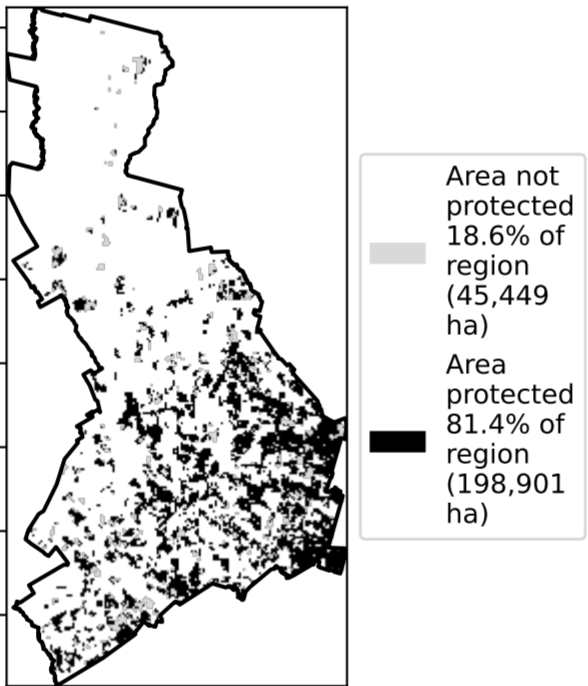 Area not
protected
18.6% of
region
(45,449
ha)
Area
protected
81.4% of
region
(198,901
ha)